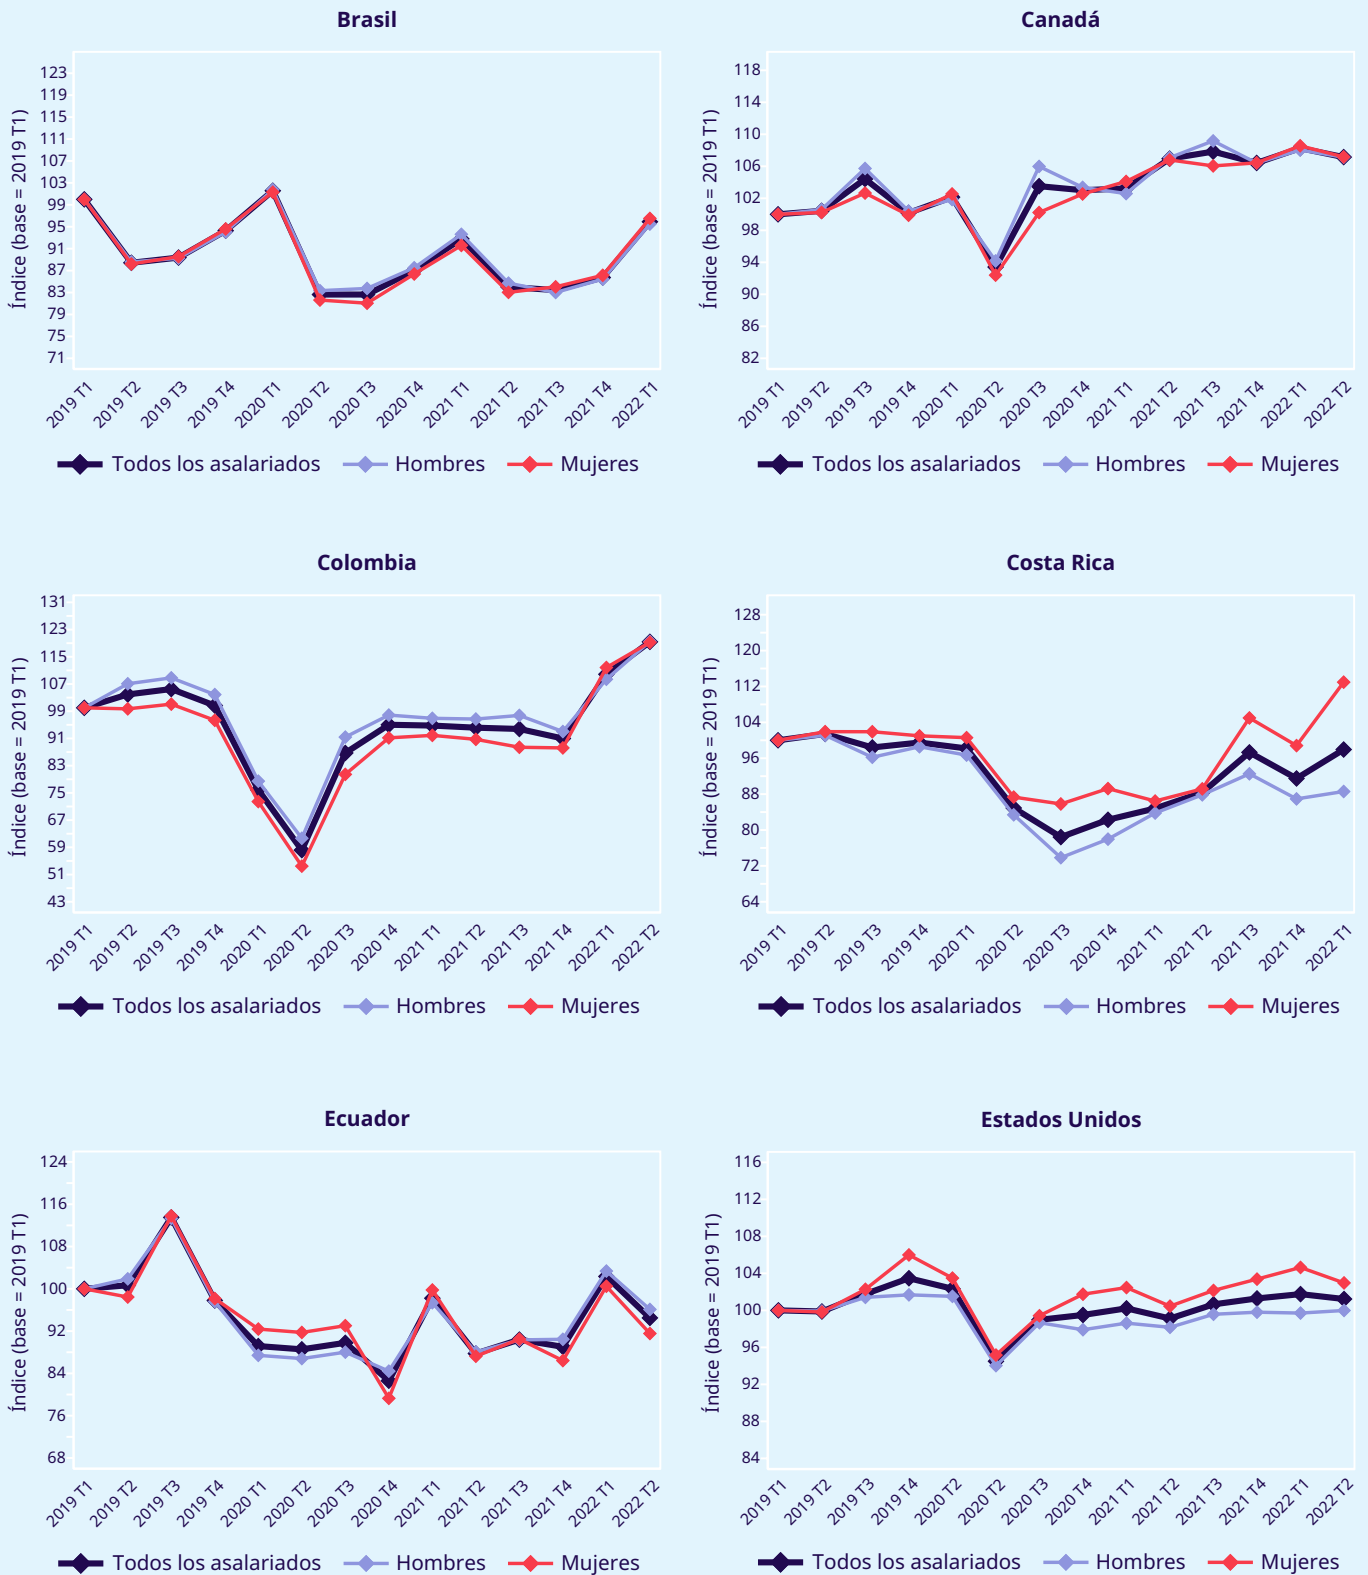 Brasil
Índice (base = 2019 T1)
123
119
115
111
107
103
99
95
91
87
83
79
75
71
2019 T1
2019 T2
2019 T3
2019 T4
2020 T1
2020 T2
2020 T3
2020 T4
2021 T1
2021 T2
2021 T3
2021 T4
2022 T1
Todos los asalariados Hombres Mujeres
Canadá
Índice (base = 2019 T1)
118
114
110
106
102
98
94
90
86
82
2019 T1
2019 T2
2019 T3
2019 T4
2020 T1
2020 T2
2020 T3
2020 T4
2021 T1
2021 T2
2021 T3
2021 T4
2022 T1
2022 T2
Todos los asalariados Hombres Mujeres
Colombia
Índice (base = 2019 T1)
131
123
115
107
99
91
83
75
67
59
51
43
2019 T1
2019 T2
2019 T3
2019 T4
2020 T1
2020 T2
2020 T3
2020 T4
2021 T1
2021 T2
2021 T3
2021 T4
2022 T1
2022 T2
Todos los asalariados Hombres Mujeres
Costa Rica
Índice (base = 2019 T1)
128
120
112
104
96
88
80
72
64
2019 T1
2019 T2
2019 T3
2019 T4
2020 T1
2020 T2
2020 T3
2020 T4
2021 T1
2021 T2
2021 T3
2021 T4
2022 T1
Todos los asalariados Hombres Mujeres
Ecuador
Índice (base = 2019 T1)
124
116
108
100
92
84
76
68
2019 T1
2019 T2
2019 T3
2019 T4
2020 T1
2020 T2
2020 T3
2020 T4
2021 T1
2021 T2
2021 T3
2021 T4
2022 T1
2022 T2
Todos los asalariados Hombres Mujeres
Estados Unidos
Índice (base = 2019 T1)
116
112
108
104
100
96
92
88
84
2019 T1
2019 T2
2019 T3
2019 T4
2020 T2
2020 T2
2020 T3
2020 T4
2021 T1
2021 T2
2021 T3
2021 T4
2022 T1
2022 T2
Todos los asalariados Hombres Mujeres